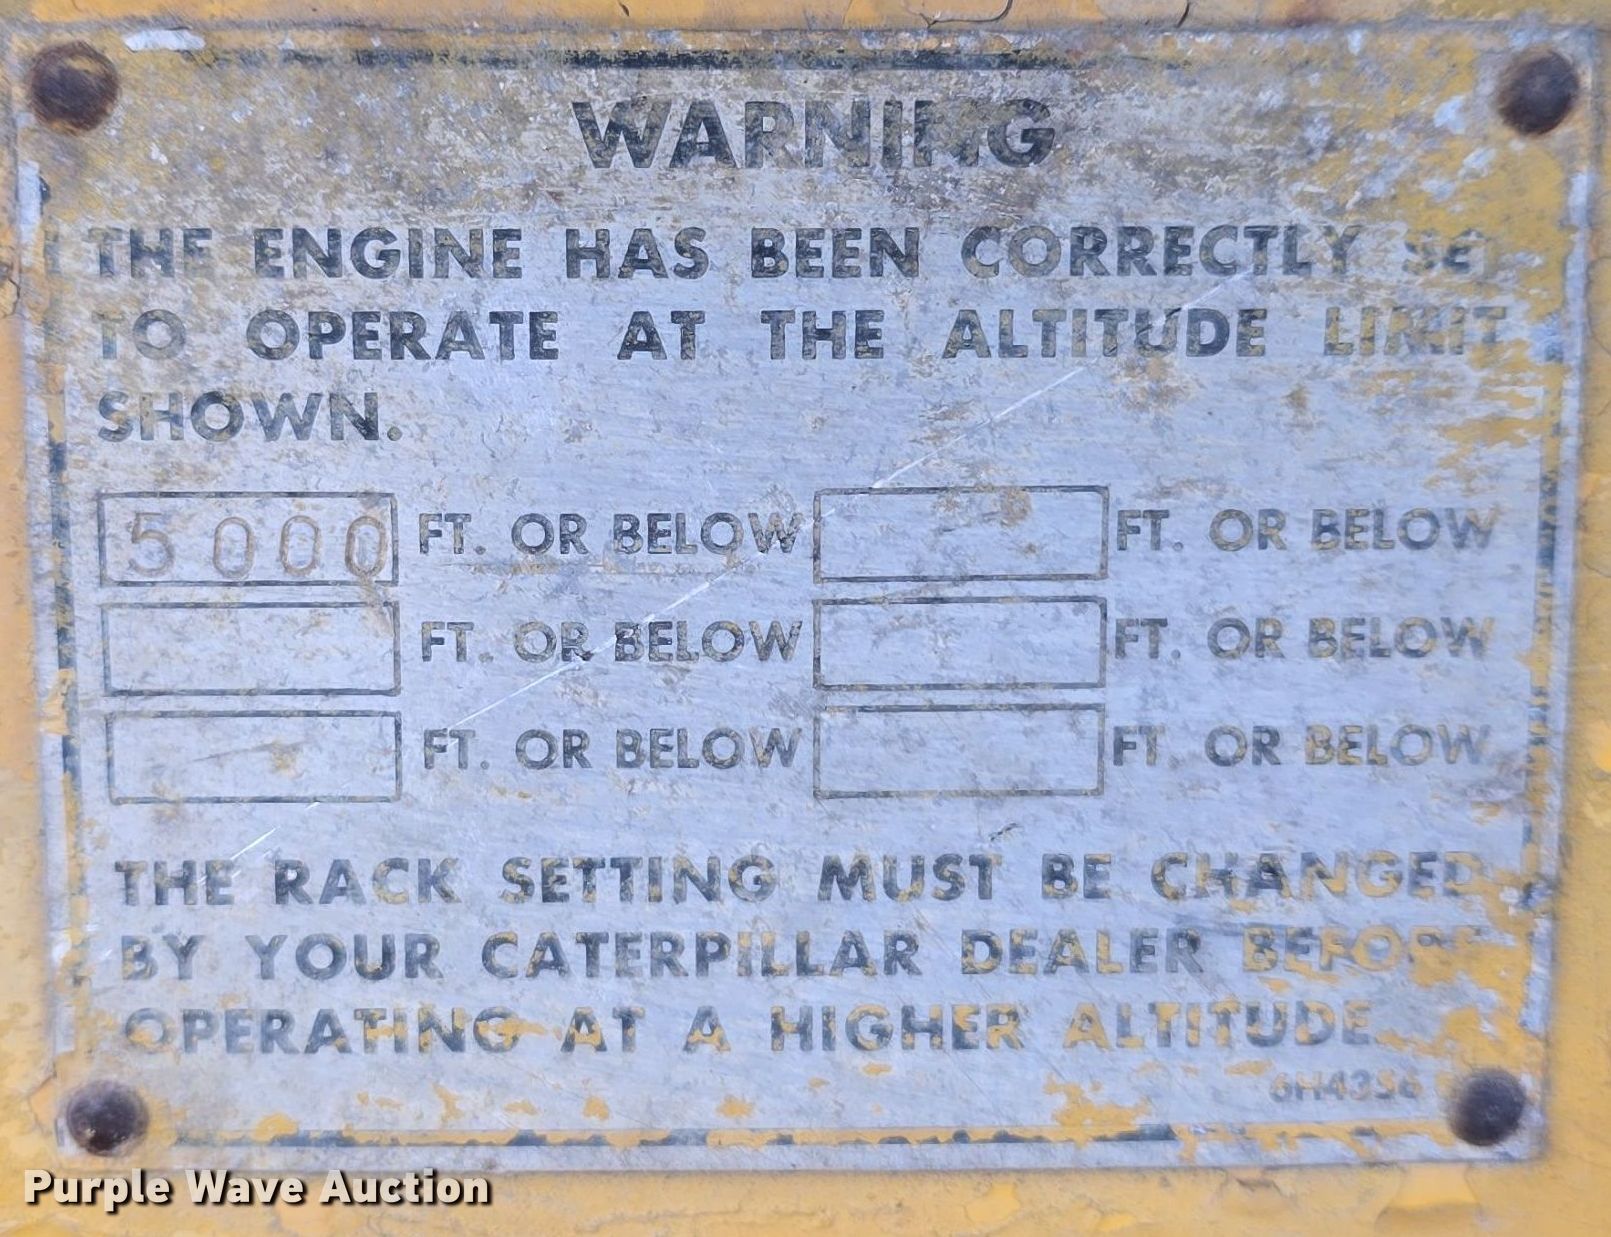 WARNING
THE ENGINE HAS BEEN CORRECTLY
TO OPERATE AT THE ALTITUDE LIMIT
SHOWN.
5000 FT. OR BELOW FT. OR BELOW
FT. OR BELOW FT. OR BELOW
FT. OR BELOW FT. OR BELOW
THE RACK SETTING MUST BE CHANGED
BY YOUR CATERPILLAR DEALER BEFORE
OPERATING AT A HIGHER ALTITUDE.
6H4356
Purple Wave Auction